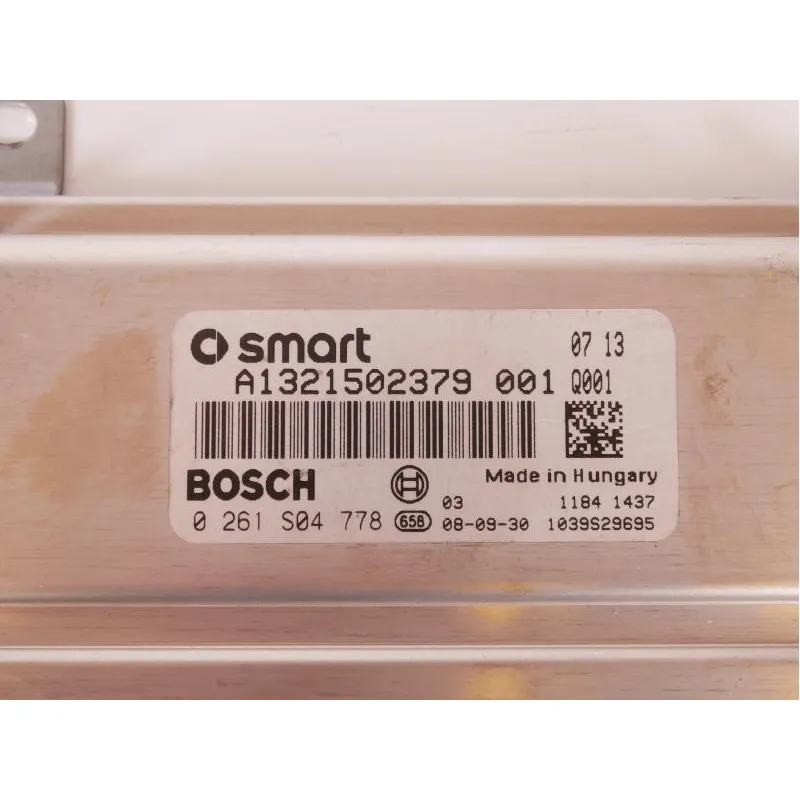 smart 07 13
A1321502379 001 Q001
BOSCH Made in Hungary
03 1184 1437
0 261 S04 778 658 08-09-30 1039S29695